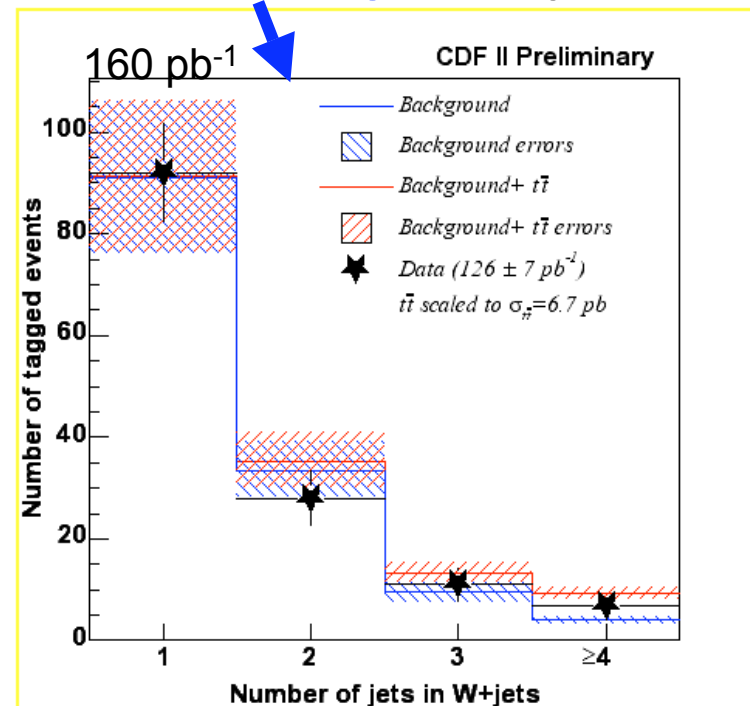 160 pb-1
CDF II Preliminary
Background
Background errors
Background+ tt̄
Background+ tt̄ errors
Data (126 ± 7 pb-1)
tt̄ scaled to σtt̄=6.7 pb
Number of tagged events
100
80
60
40
20
0
1 2 3 ≥4
Number of jets in W+jets